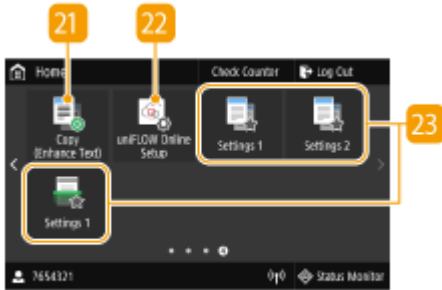 21
22
Home
Check Counter
Log Out
23
Copy
(Enhance Text)
uniFLOW Online
Setup
Settings 1
Settings 2
Settings 1
7654321
Status Monitor